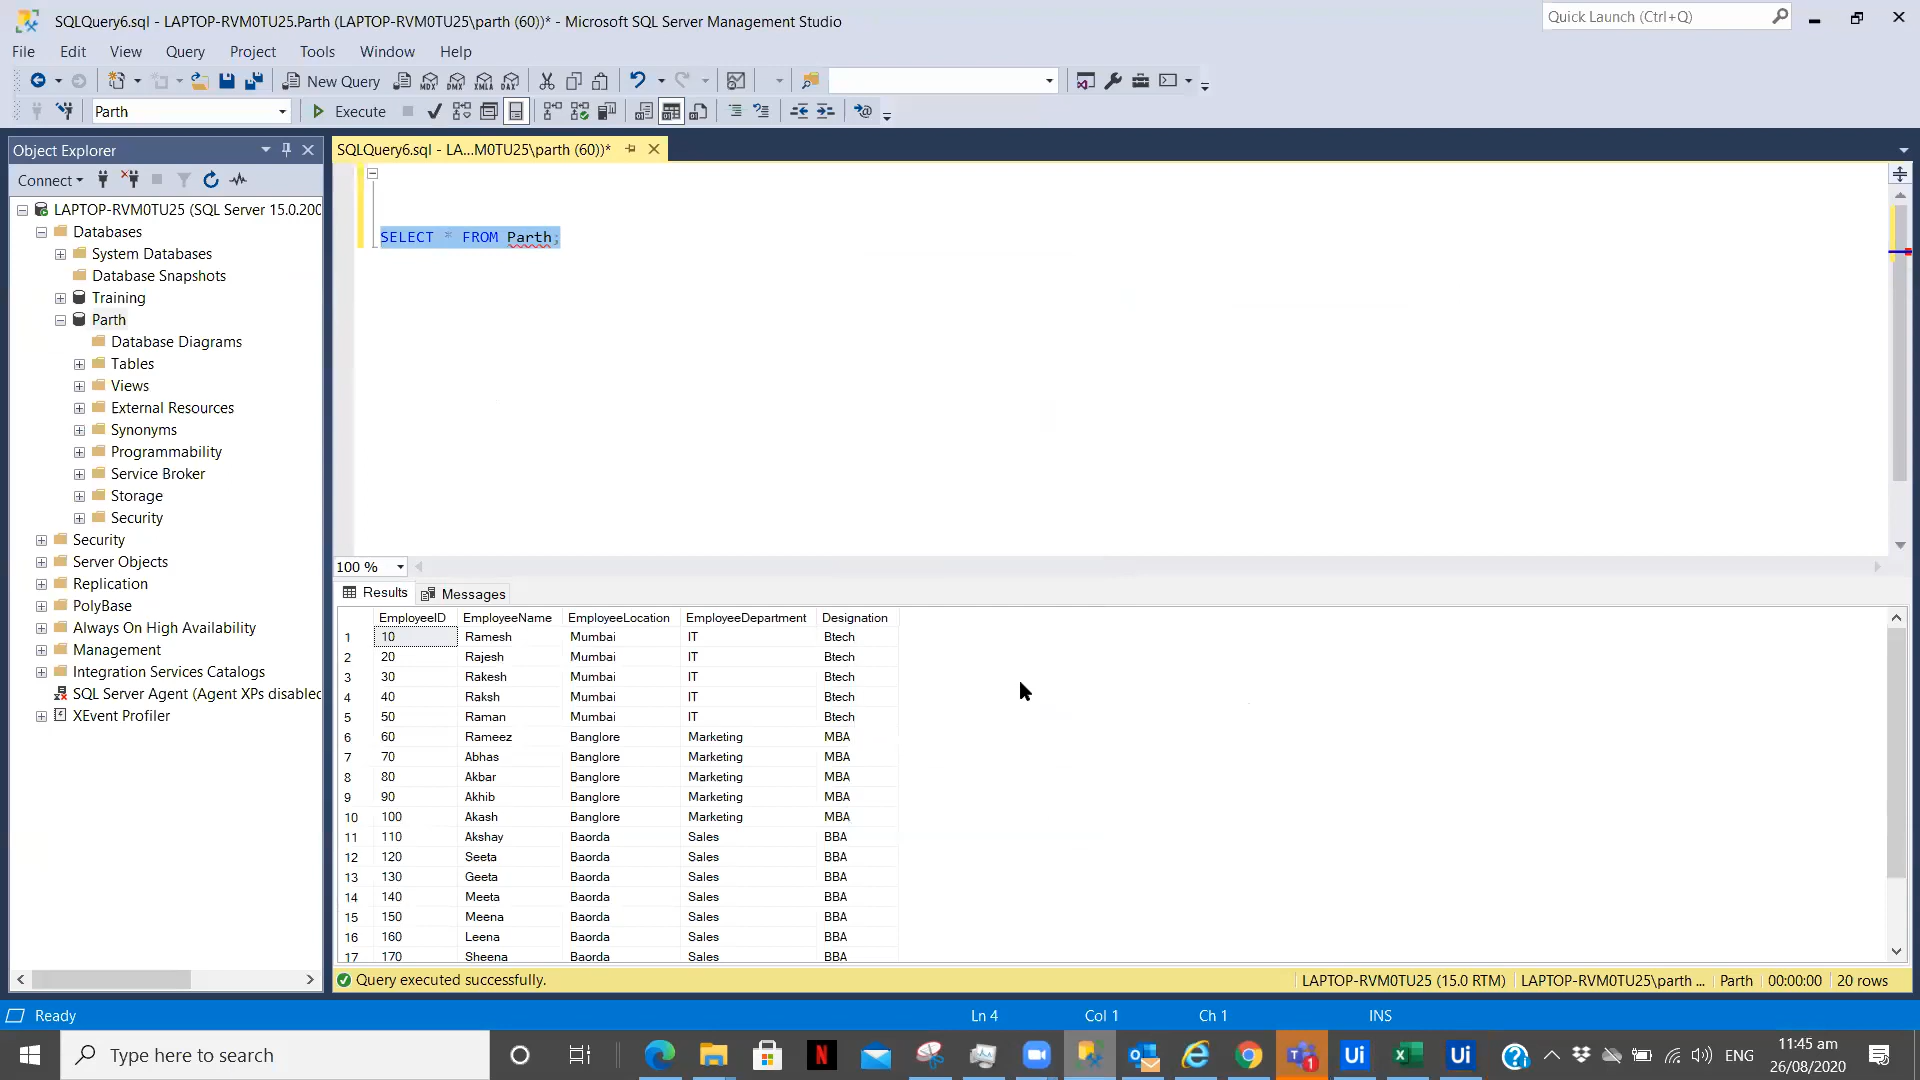 SQLQuery6.sql - LAPTOP-RVM0TU25.Parth (LAPTOP-RVM0TU25\parth (60))* - Microsoft SQL Server Management Studio
Quick Launch (Ctrl+Q)
File Edit View Query Project Tools Window Help
New Query
MDX DMX XMLA DAX
Parth Execute
Object Explorer
SQLQuery6.sql - LA...M0TU25\parth (60))*
Connect
LAPTOP-RVM0TU25 (SQL Server 15.0.200
Databases
System Databases
Database Snapshots
Training
Parth
Database Diagrams
Tables
Views
External Resources
Synonyms
Programmability
Service Broker
Storage
Security
Security
Server Objects
Replication
PolyBase
Always On High Availability
Management
Integration Services Catalogs
SQL Server Agent (Agent XPs disabled
XEvent Profiler
SELECT * FROM Parth;
100 %
Results Messages
EmployeeID EmployeeName EmployeeLocation EmployeeDepartment Designation
1 10 Ramesh Mumbai IT Btech
2 20 Rajesh Mumbai IT Btech
3 30 Rakesh Mumbai IT Btech
4 40 Raksh Mumbai IT Btech
5 50 Raman Mumbai IT Btech
6 60 Rameez Banglore Marketing MBA
7 70 Abhas Banglore Marketing MBA
8 80 Akbar Banglore Marketing MBA
9 90 Akhib Banglore Marketing MBA
10 100 Akash Banglore Marketing MBA
11 110 Akshay Baorda Sales BBA
12 120 Seeta Baorda Sales BBA
13 130 Geeta Baorda Sales BBA
14 140 Meeta Baorda Sales BBA
15 150 Meena Baorda Sales BBA
16 160 Leena Baorda Sales BBA
17 170 Sheena Baorda Sales BBA
Query executed successfully.
LAPTOP-RVM0TU25 (15.0 RTM) LAPTOP-RVM0TU25\parth ... Parth 00:00:00 20 rows
Ready Ln 4 Col 1 Ch 1 INS
Type here to search
N
1
Ui
Ui
ENG
11:45 am
26/08/2020